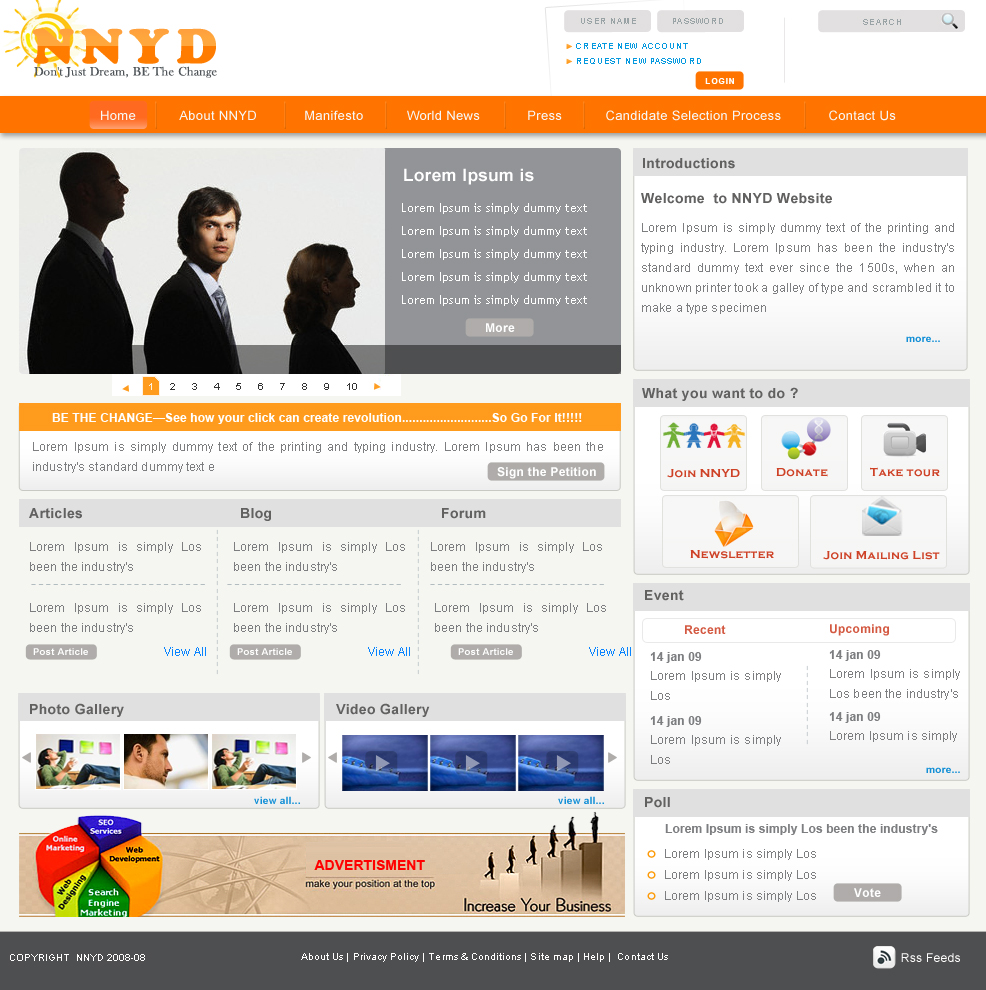 NNYD
Don't Just Dream, BE The Change
USER NAME
PASSWORD
SEARCH
CREATE NEW ACCOUNT
REQUEST NEW PASSWORD
LOGIN
Home
About NNYD
Manifesto
World News
Press
Candidate Selection Process
Contact Us
Lorem Ipsum is
Lorem Ipsum is simply dummy text
Lorem Ipsum is simply dummy text
Lorem Ipsum is simply dummy text
Lorem Ipsum is simply dummy text
Lorem Ipsum is simply dummy text
More
1 2 3 4 5 6 7 8 9 10
BE THE CHANGE—See how your click can create revolution..........................So Go For It!!!!!
Lorem Ipsum is simply dummy text of the printing and typing industry. Lorem Ipsum has been the
industry's standard dummy text e
Sign the Petition
Articles
Blog
Forum
Lorem Ipsum is simply Los
been the industry's
Lorem Ipsum is simply Los
been the industry's
Lorem Ipsum is simply Los
been the industry's
Lorem Ipsum is simply Los
been the industry's
Lorem Ipsum is simply Los
been the industry's
Lorem Ipsum is simply Los
been the industry's
Post Article
View All
Post Article
View All
Post Article
View All
Photo Gallery
view all...
Video Gallery
view all...
SEO
Services
Online
Marketing
Web
Development
Web
Designing
Search
Engine
Marketing
ADVERTISMENT
make your position at the top
Increase Your Business
Introductions
Welcome to NNYD Website
Lorem Ipsum is simply dummy text of the printing and
typing industry. Lorem Ipsum has been the industry's
standard dummy text ever since the 1500s, when an
unknown printer took a galley of type and scrambled it to
make a type specimen
more...
What you want to do ?
Join NNYD
Donate
Take tour
Newsletter
Join Mailing List
Event
Recent
Upcoming
14 jan 09
Lorem Ipsum is simply
Los
14 jan 09
Lorem Ipsum is simply
Los
14 jan 09
Lorem Ipsum is simply
Los been the industry's
14 jan 09
Lorem Ipsum is simply
more...
Poll
Lorem Ipsum is simply Los been the industry's
Lorem Ipsum is simply Los
Lorem Ipsum is simply Los
Lorem Ipsum is simply Los
Vote
COPYRIGHT NNYD 2008-08
About Us | Privacy Policy | Terms & Conditions | Site map | Help | Contact Us
Rss Feeds